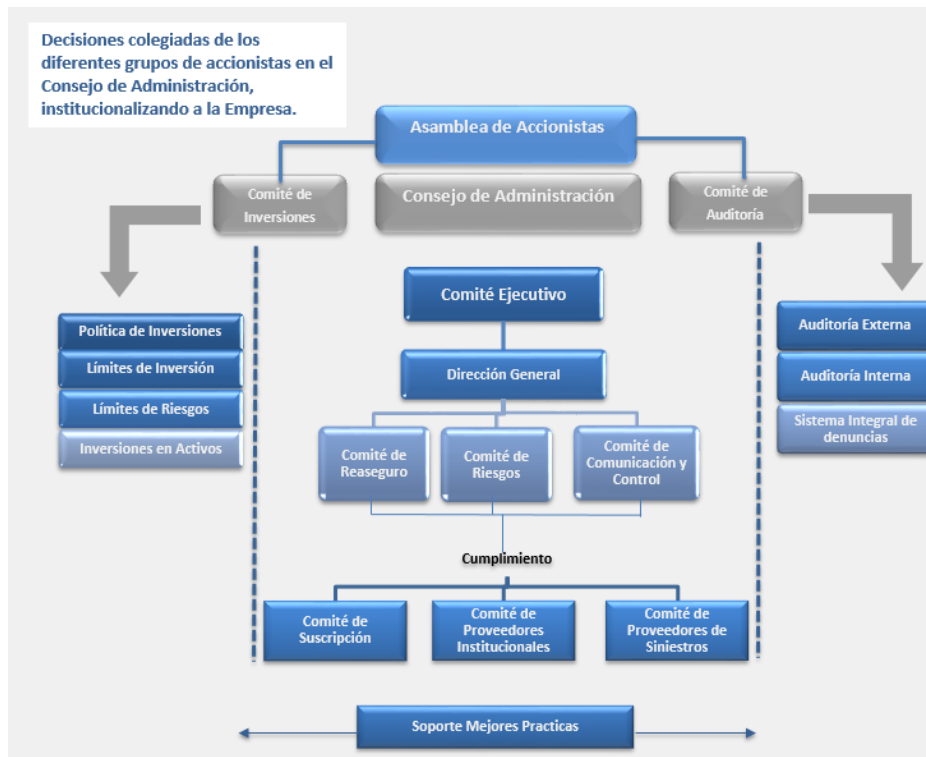 Decisiones colegiadas de los
diferentes grupos de accionistas en el
Consejo de Administración,
institucionalizando a la Empresa.
Asamblea de Accionistas
Comité de
Inversiones
Consejo de Administración
Comité de
Auditoría
Comité Ejecutivo
Política de Inversiones
Límites de Inversión
Límites de Riesgos
Inversiones en Activos
Auditoría Externa
Auditoría Interna
Sistema Integral de
denuncias
Dirección General
Comité de
Reaseguro
Comité de
Riesgos
Comité de
Comunicación y
Control
Cumplimiento
Comité de
Suscripción
Comité de
Proveedores
Institucionales
Comité de
Proveedores de
Siniestros
Soporte Mejores Practicas